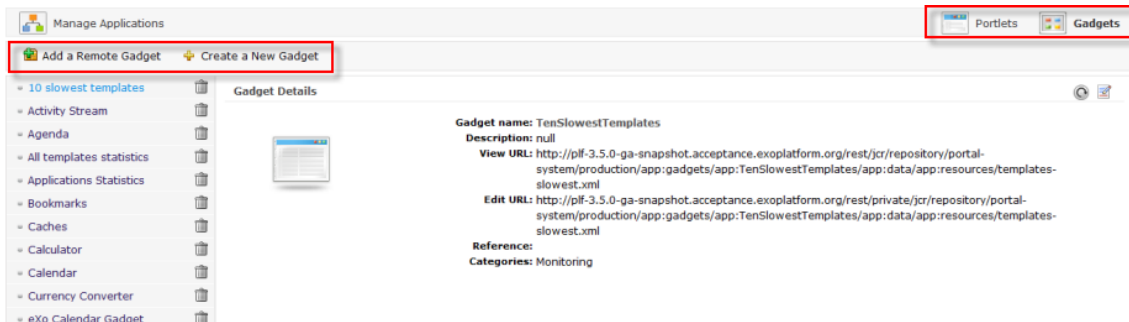 Manage Applications
Portlets
Gadgets
Add a Remote Gadget
Create a New Gadget
10 slowest templates
Activity Stream
Agenda
All templates statistics
Applications Statistics
Bookmarks
Caches
Calculator
Calendar
Currency Converter
eXo Calendar Gadget
Gadget Details
Gadget name: TenSlowestTemplates
Description: null
View URL: http://plf-3.5.0-ga-snapshot.acceptance.exoplatform.org/rest/jcr/repository/portal-
system/production/app:gadgets/app:TenSlowestTemplates/app:data/app:resources/templates-
slowest.xml
Edit URL: http://plf-3.5.0-ga-snapshot.acceptance.exoplatform.org/rest/private/jcr/repository/portal-
system/production/app:gadgets/app:TenSlowestTemplates/app:data/app:resources/templates-
slowest.xml
Reference:
Categories: Monitoring